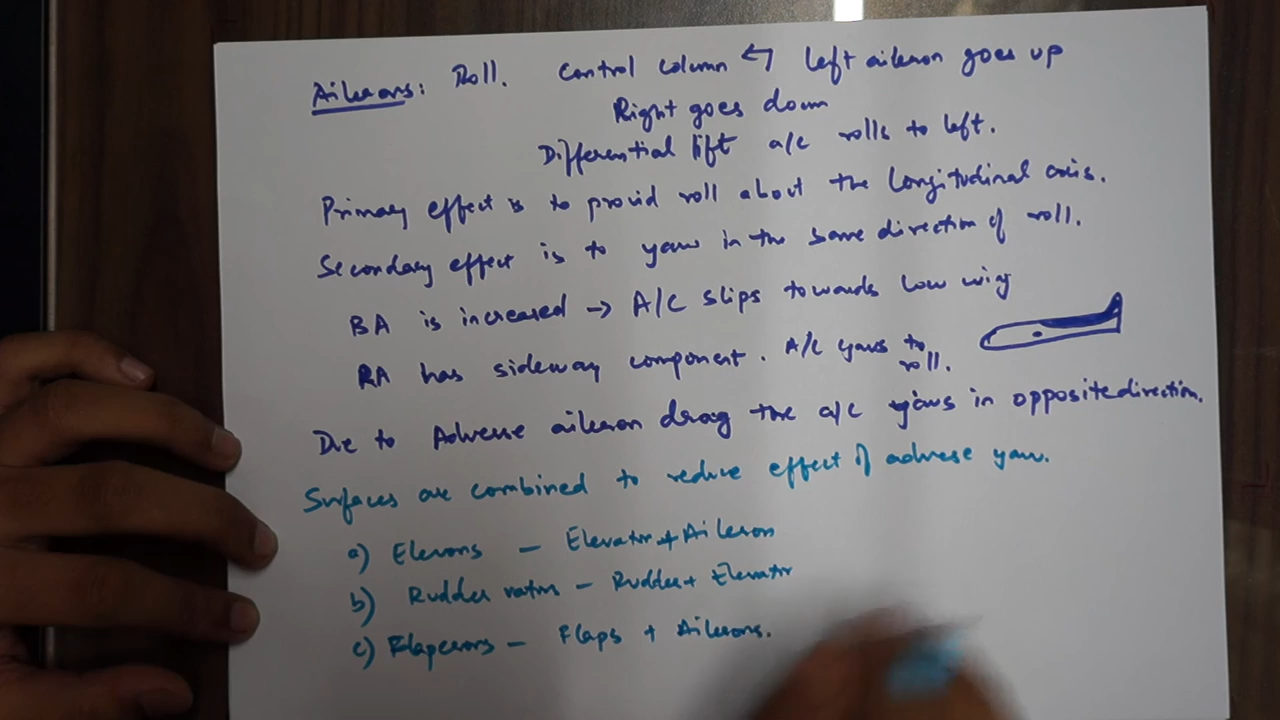 Ailerons: Roll. Control column ↰ left aileron goes up
Right goes down
Differential lift a/c rolls to left.
Primary effect is to provid roll about the longitudinal axis.
Secondary effect is to yaw in the same direction of roll.
BA is increased → A/C slips towards low wing
RA has sideway component. A/C yaws to
roll.
Due to Adverse aileron drag the a/c yaws in opposite direction.
Surfaces are combined to reduce effect of adverse yaw.
a) Elevons - Elevator + Aileron
b) Rudder vators - Rudder + Elevator
c) Flaperons - Flaps + Ailerons.